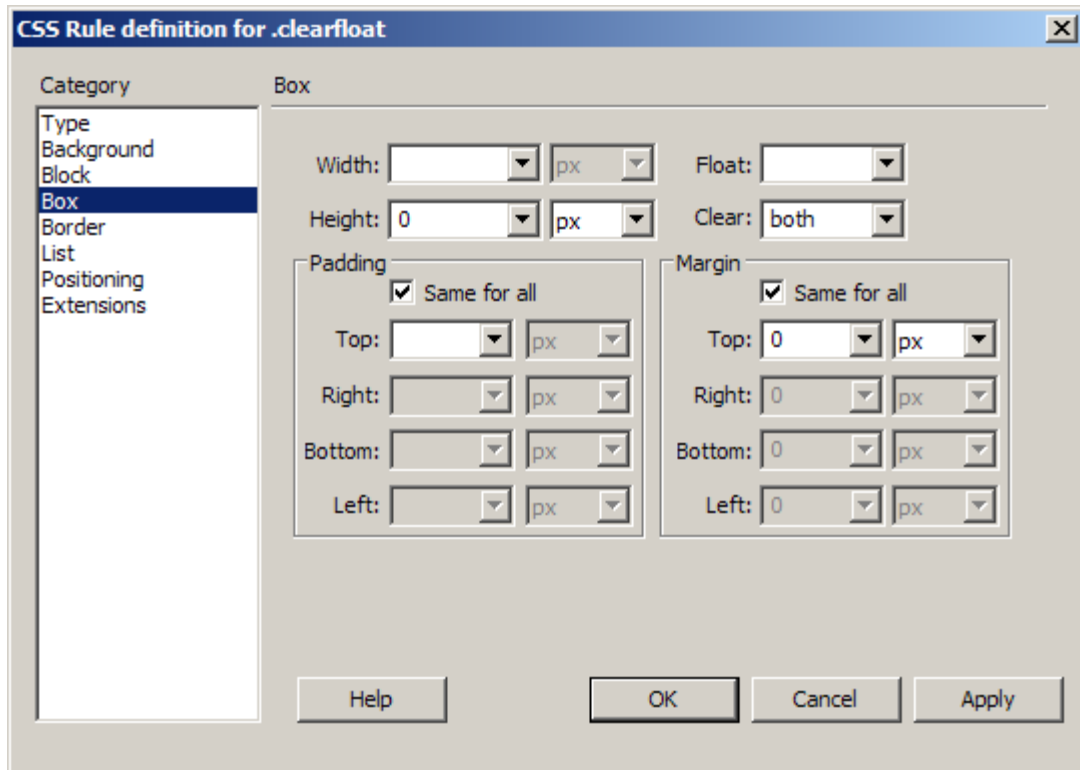 CSS Rule definition for .clearfloat
Category
Type
Background
Block
Box
Border
List
Positioning
Extensions
Box
Width: px Float:
Height: 0 px Clear: both
Padding
Same for all
Top: px
Right: px
Bottom: px
Left: px
Margin
Same for all
Top: 0 px
Right: 0 px
Bottom: 0 px
Left: 0 px
Help OK Cancel Apply